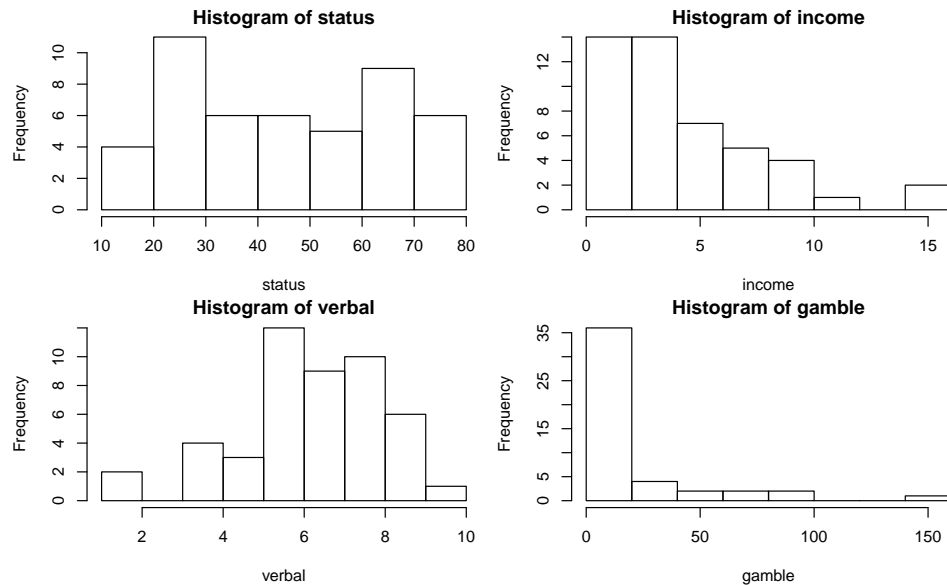 Histogram of status
Frequency
0 2 4 6 8 10
10 20 30 40 50 60 70 80
status
Histogram of income
Frequency
0 2 4 6 8 12
0 5 10 15
income
Histogram of verbal
Frequency
0 2 4 6 8 10
2 4 6 8 10
verbal
Histogram of gamble
Frequency
0 5 15 25 35
0 50 100 150
gamble